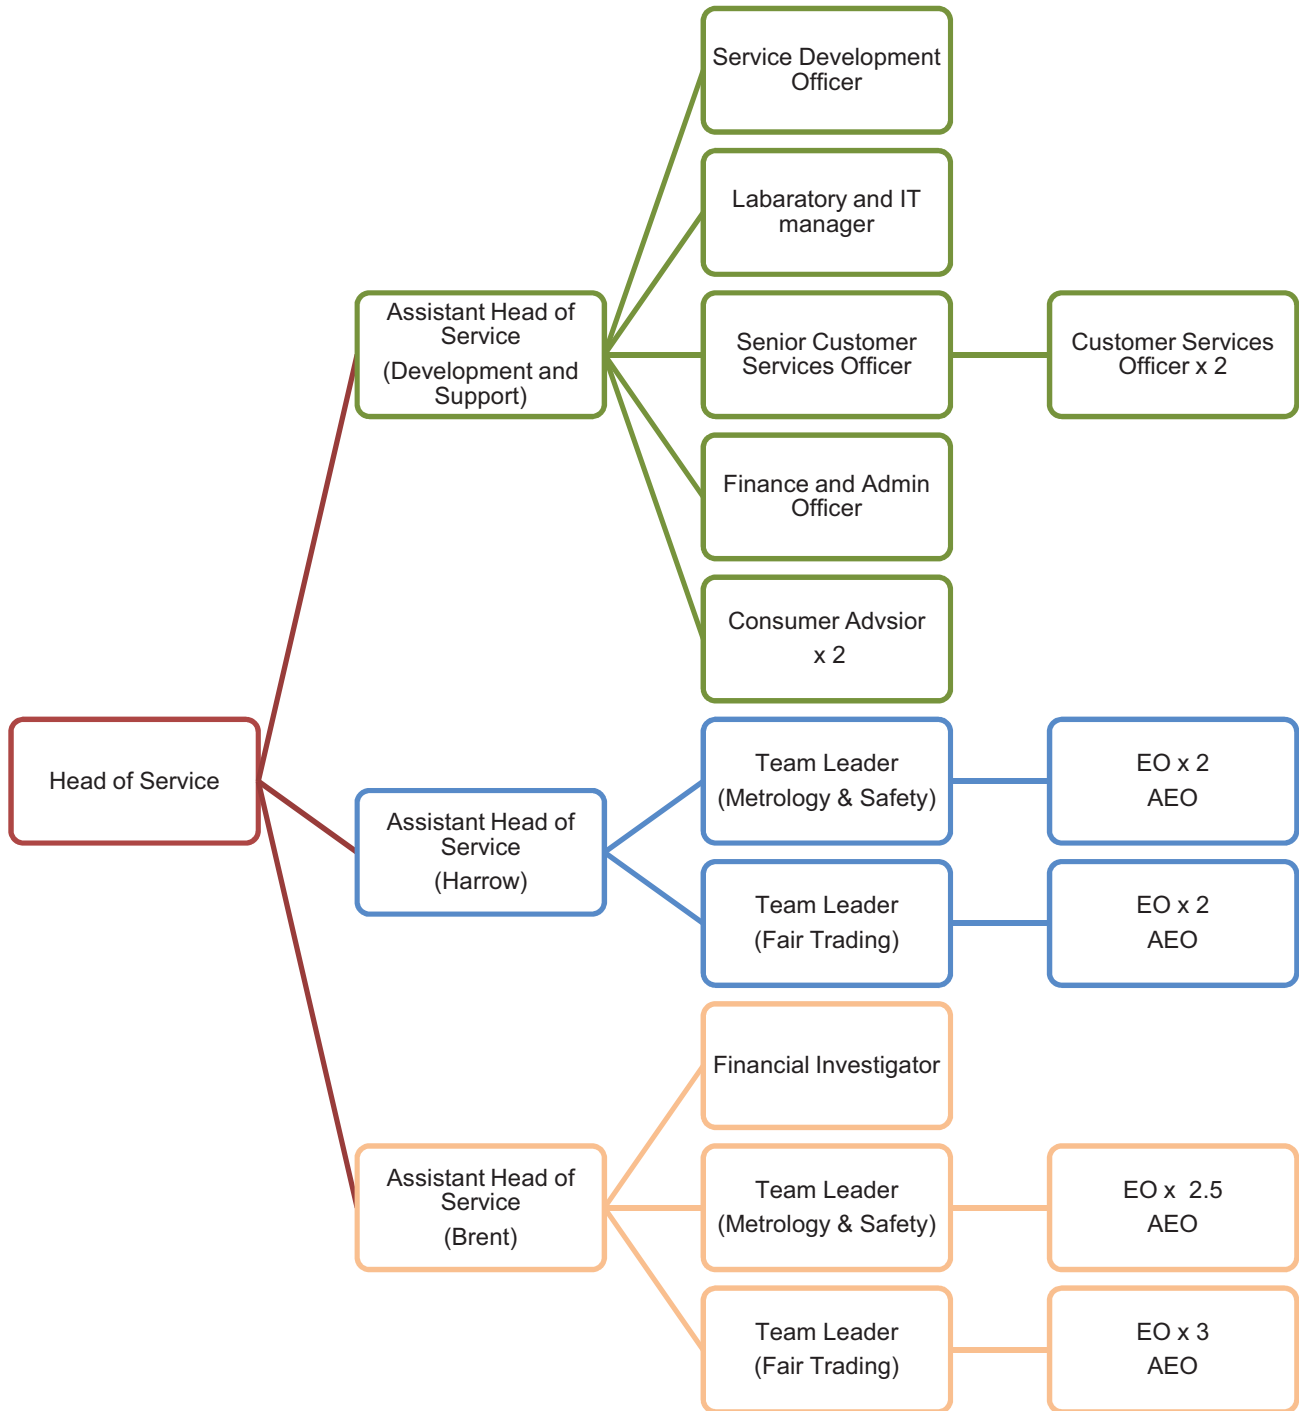 Service Development
Officer
Labaratory and IT
manager
Assistant Head of
Service
(Development and
Support)
Senior Customer
Services Officer
Customer Services
Officer x 2
Finance and Admin
Officer
Consumer Advsior
x 2
Head of Service
Assistant Head of
Service
(Harrow)
Team Leader
(Metrology & Safety)
EO x 2
AEO
Team Leader
(Fair Trading)
EO x 2
AEO
Financial Investigator
Assistant Head of
Service
(Brent)
Team Leader
(Metrology & Safety)
EO x  2.5
AEO
Team Leader
(Fair Trading)
EO x 3
AEO